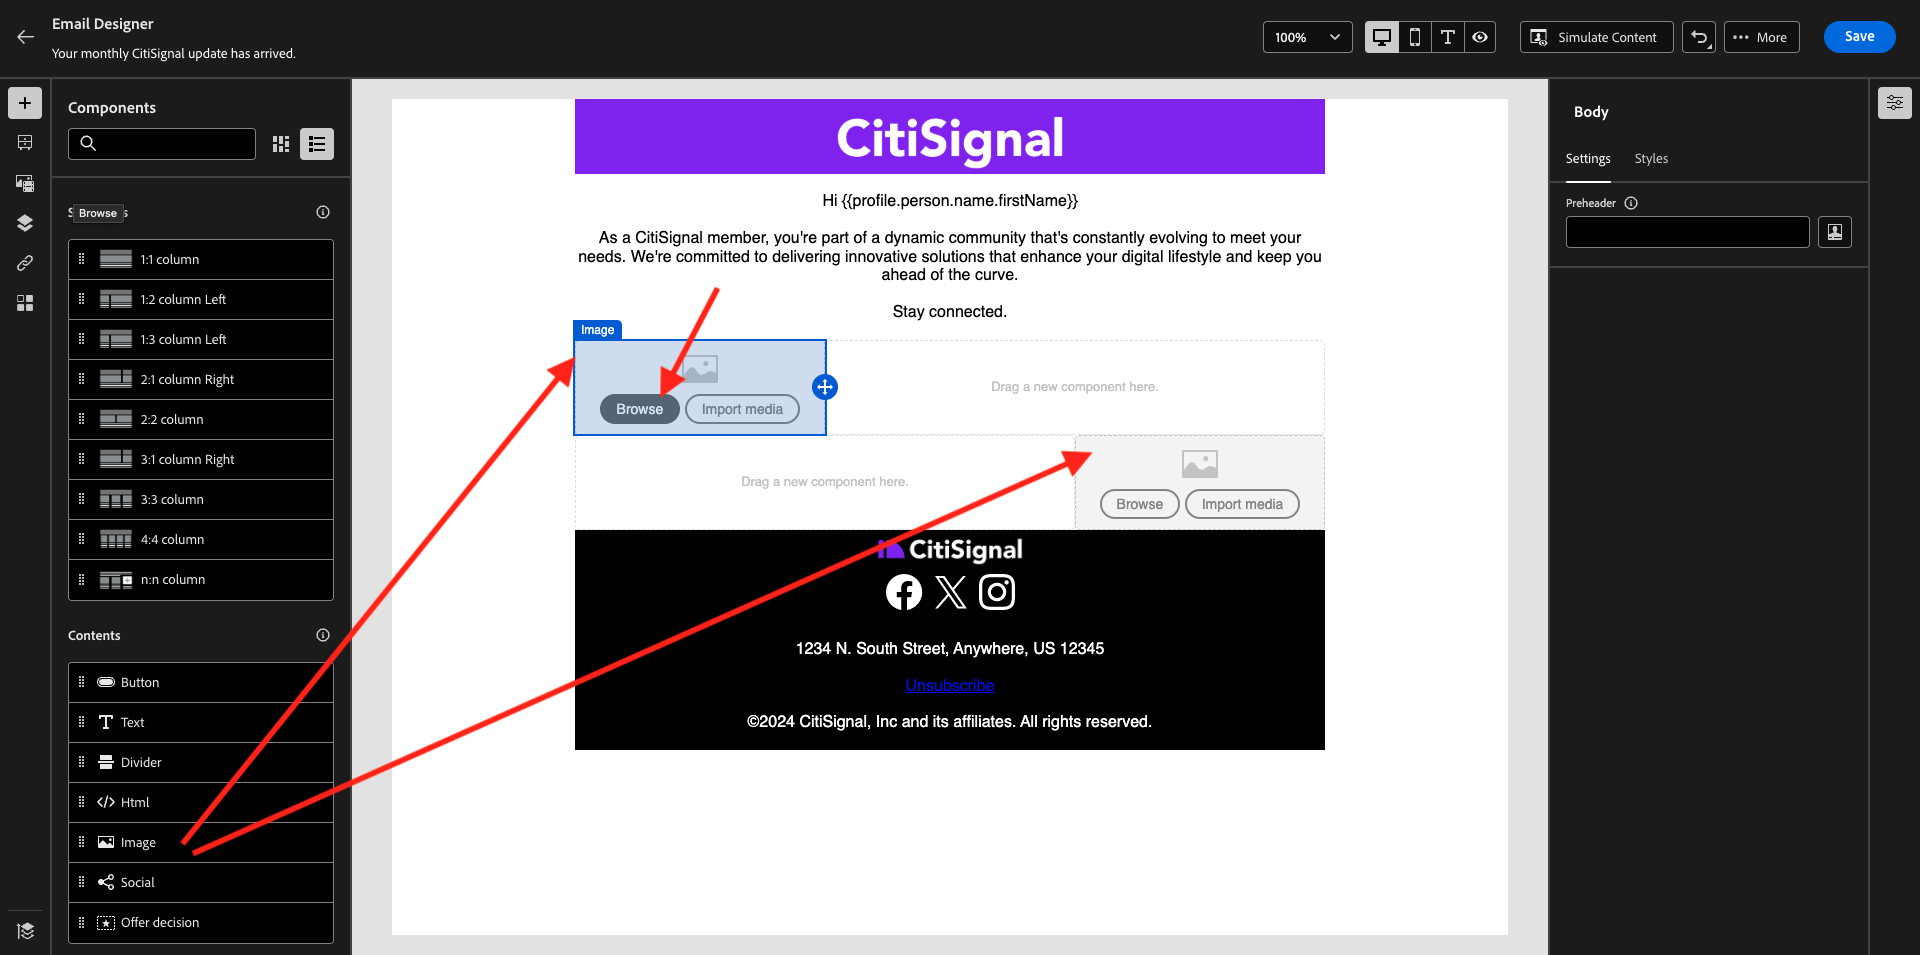 Email Designer
Your monthly CitiSignal update has arrived.
100%
Simulate Content
More
Save
Components
Browse
1:1 column
1:2 column Left
1:3 column Left
2:1 column Right
2:2 column
3:1 column Right
3:3 column
4:4 column
n:n column
Contents
Button
Text
Divider
Html
Image
Social
Offer decision
CitiSignal
Hi {{profile.person.name.firstName}}
As a CitiSignal member, you're part of a dynamic community that's constantly evolving to meet your
needs. We're committed to delivering innovative solutions that enhance your digital lifestyle and keep you
ahead of the curve.
Stay connected.
Image
Browse
Import media
Drag a new component here.
Drag a new component here.
Browse
Import media
CitiSignal
1234 N. South Street, Anywhere, US 12345
Unsubscribe
©2024 CitiSignal, Inc and its affiliates. All rights reserved.
Body
Settings
Styles
Preheader